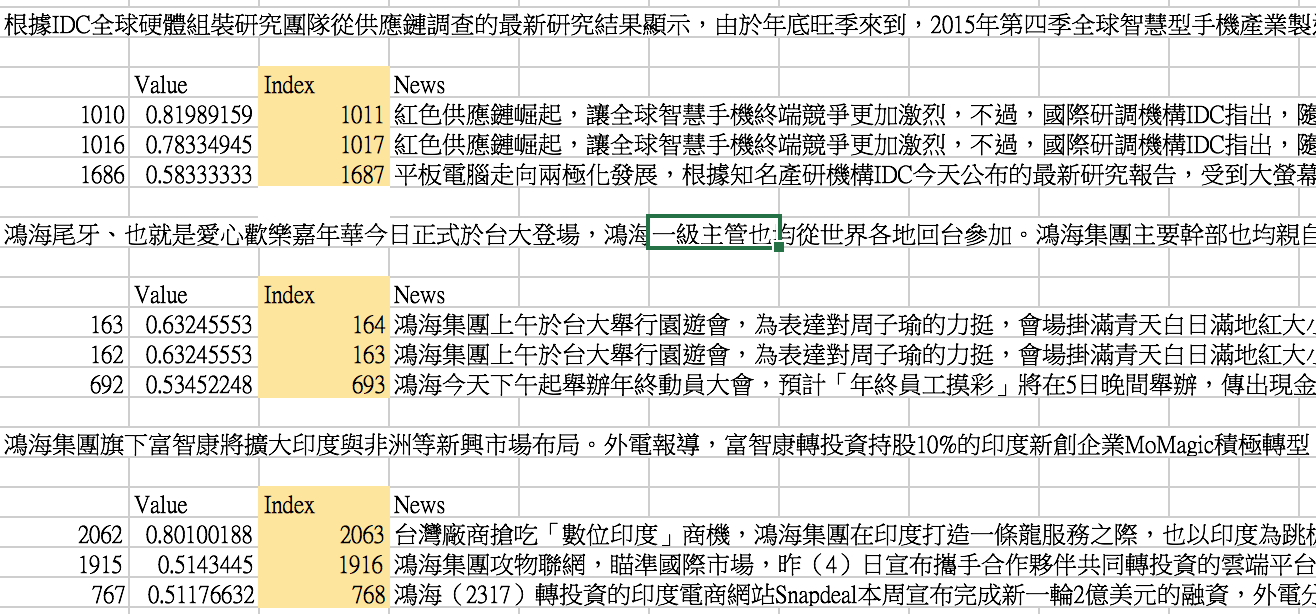 根據IDC全球硬體組裝研究團隊從供應鏈調查的最新研究結果顯示，由於年底旺季來到，2015年第四季全球智慧型手機產業製
Value Index News
1010 0.81989159 1011 紅色供應鏈崛起，讓全球智慧手機終端競爭更加激烈，不過，國際研調機構IDC指出，隨
1016 0.78334945 1017 紅色供應鏈崛起，讓全球智慧手機終端競爭更加激烈，不過，國際研調機構IDC指出，隨
1686 0.58333333 1687 平板電腦走向兩極化發展，根據知名產研機構IDC今天公布的最新研究報告，受到大螢幕
鴻海尾牙、也就是愛心歡樂嘉年華今日正式於台大登場，鴻海一級主管也均從世界各地回台參加。鴻海集團主要幹部也均親自
Value Index News
163 0.63245553 164 鴻海集團上午於台大舉行園遊會，為表達對周子瑜的力挺，會場掛滿青天白日滿地紅大小
162 0.63245553 163 鴻海集團上午於台大舉行園遊會，為表達對周子瑜的力挺，會場掛滿青天白日滿地紅大小
692 0.53452248 693 鴻海今天下午起舉辦年終動員大會，預計「年終員工摸彩」將在5日晚間舉辦，傳出現金
鴻海集團旗下富智康將擴大印度與非洲等新興市場布局。外電報導，富智康轉投資持股10%的印度新創企業MoMagic積極轉型
Value Index News
2062 0.80100188 2063 台灣廠商搶吃「數位印度」商機，鴻海集團在印度打造一條龍服務之際，也以印度為跳板
1915 0.5143445 1916 鴻海集團攻物聯網，瞄準國際市場，昨（4）日宣布攜手合作夥伴共同轉投資的雲端平台
767 0.51176632 768 鴻海（2317）轉投資的印度電商網站Snapdeal本周宣布完成新一輪2億美元的融資，外電